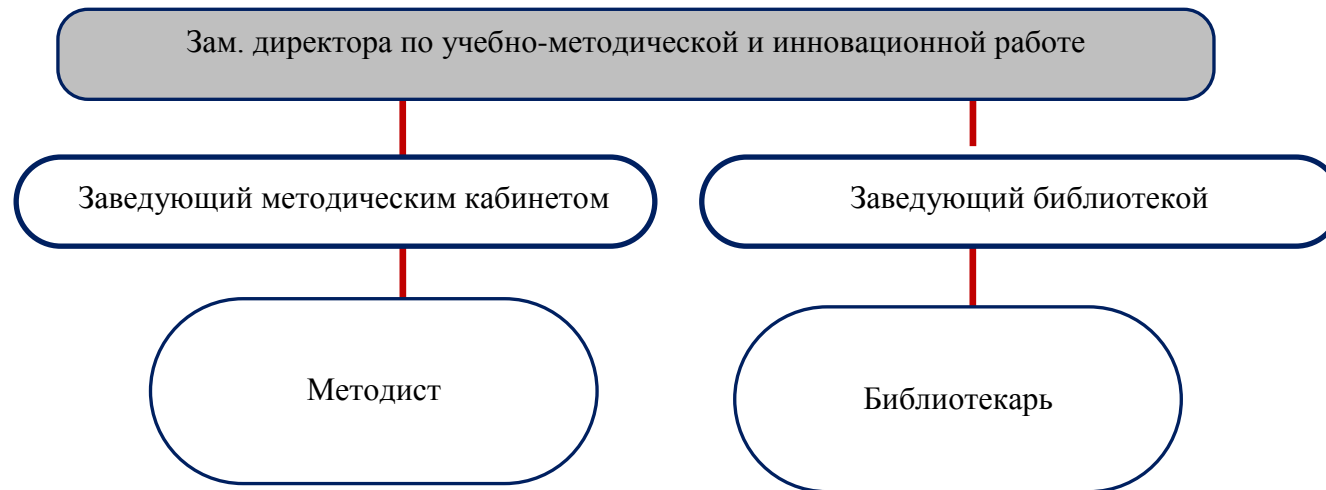 Зам. директора по учебно-методической и инновационной работе
Заведующий методическим кабинетом
Заведующий библиотекой
Методист
Библиотекарь